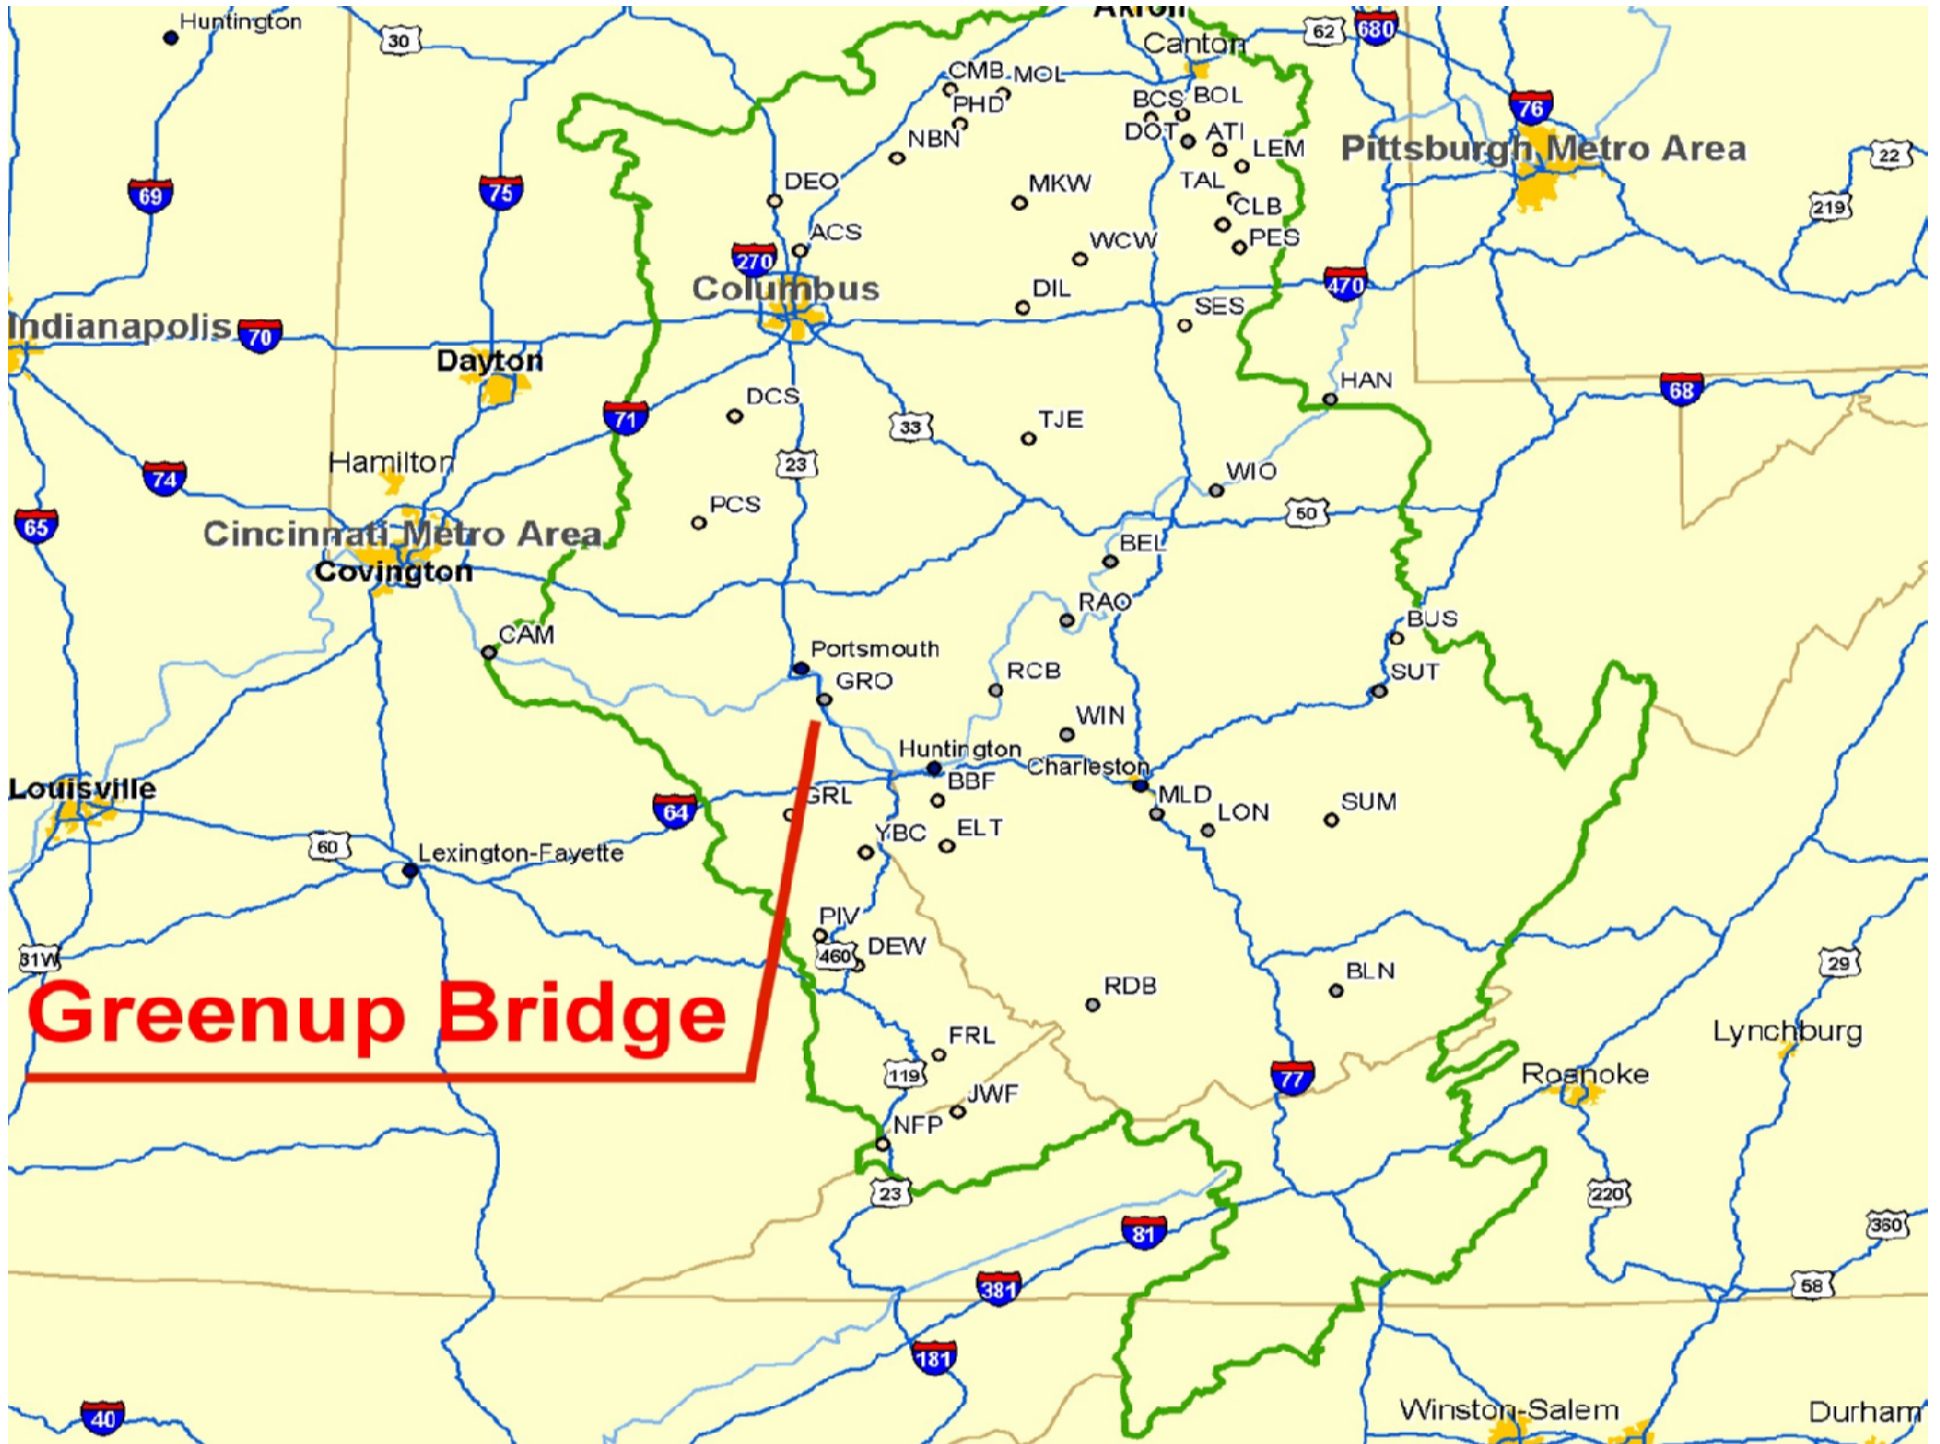 Akron
Huntington
30
62
680
Canton
CMB
MOL
PHD
BCS
BOL
76
DOT
ATI
NBN
LEM
Pittsburgh Metro Area
22
69
75
DEO
MKW
TAL
CLB
219
ACS
WCW
PES
270
Columbus
DIL
470
SES
Indianapolis
70
Dayton
HAN
68
DCS
71
33
TJE
23
Hamilton
74
WIO
65
PCS
50
Cincinnati Metro Area
BEL
Covington
RAO
CAM
BUS
Portsmouth
GRO
RCB
SUT
WIN
Huntington
Charleston
BBF
Louisville
GRL
MLD
SUM
64
LON
60
YBC
ELT
Lexington-Fayette
PIV
DEW
460
31W
29
BLN
RDB
Greenup Bridge
FRL
Lynchburg
119
77
Roanoke
JWF
NFP
23
220
81
360
381
58
181
40
Winston-Salem
Durham